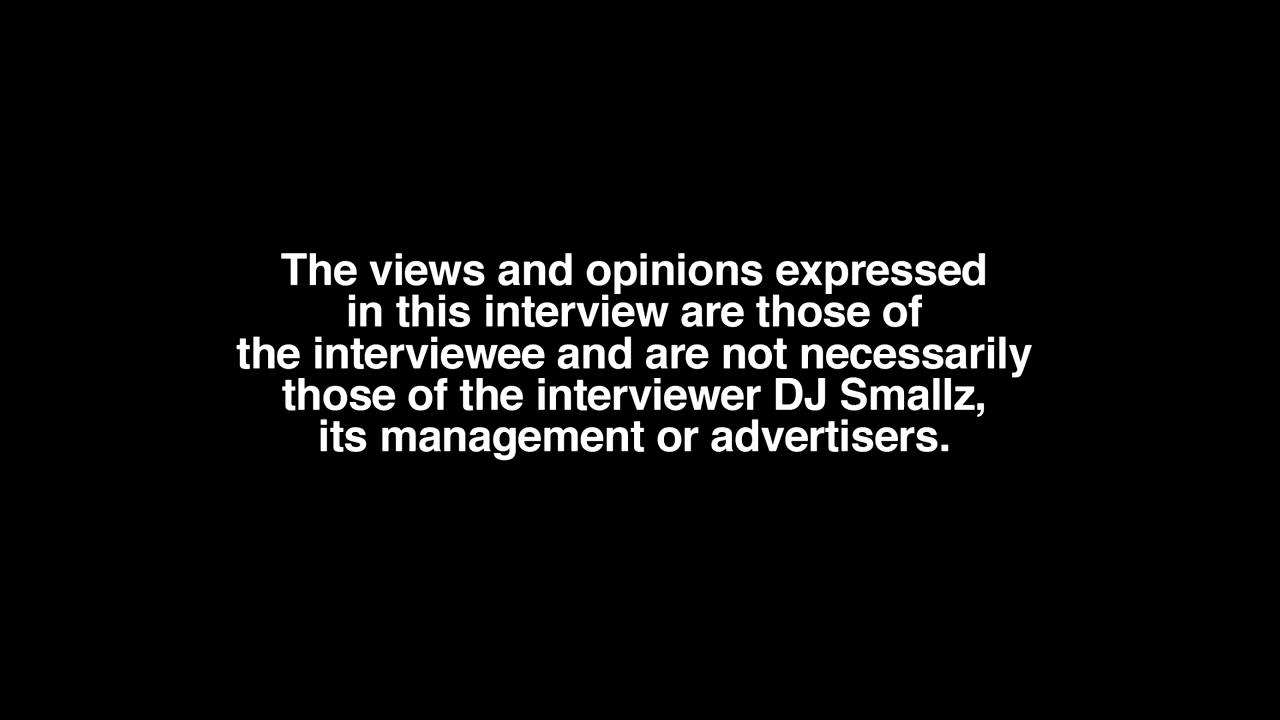 The views and opinions expressed
in this interview are those of
the interviewee and are not necessarily
those of the interviewer DJ Smallz,
its management or advertisers.